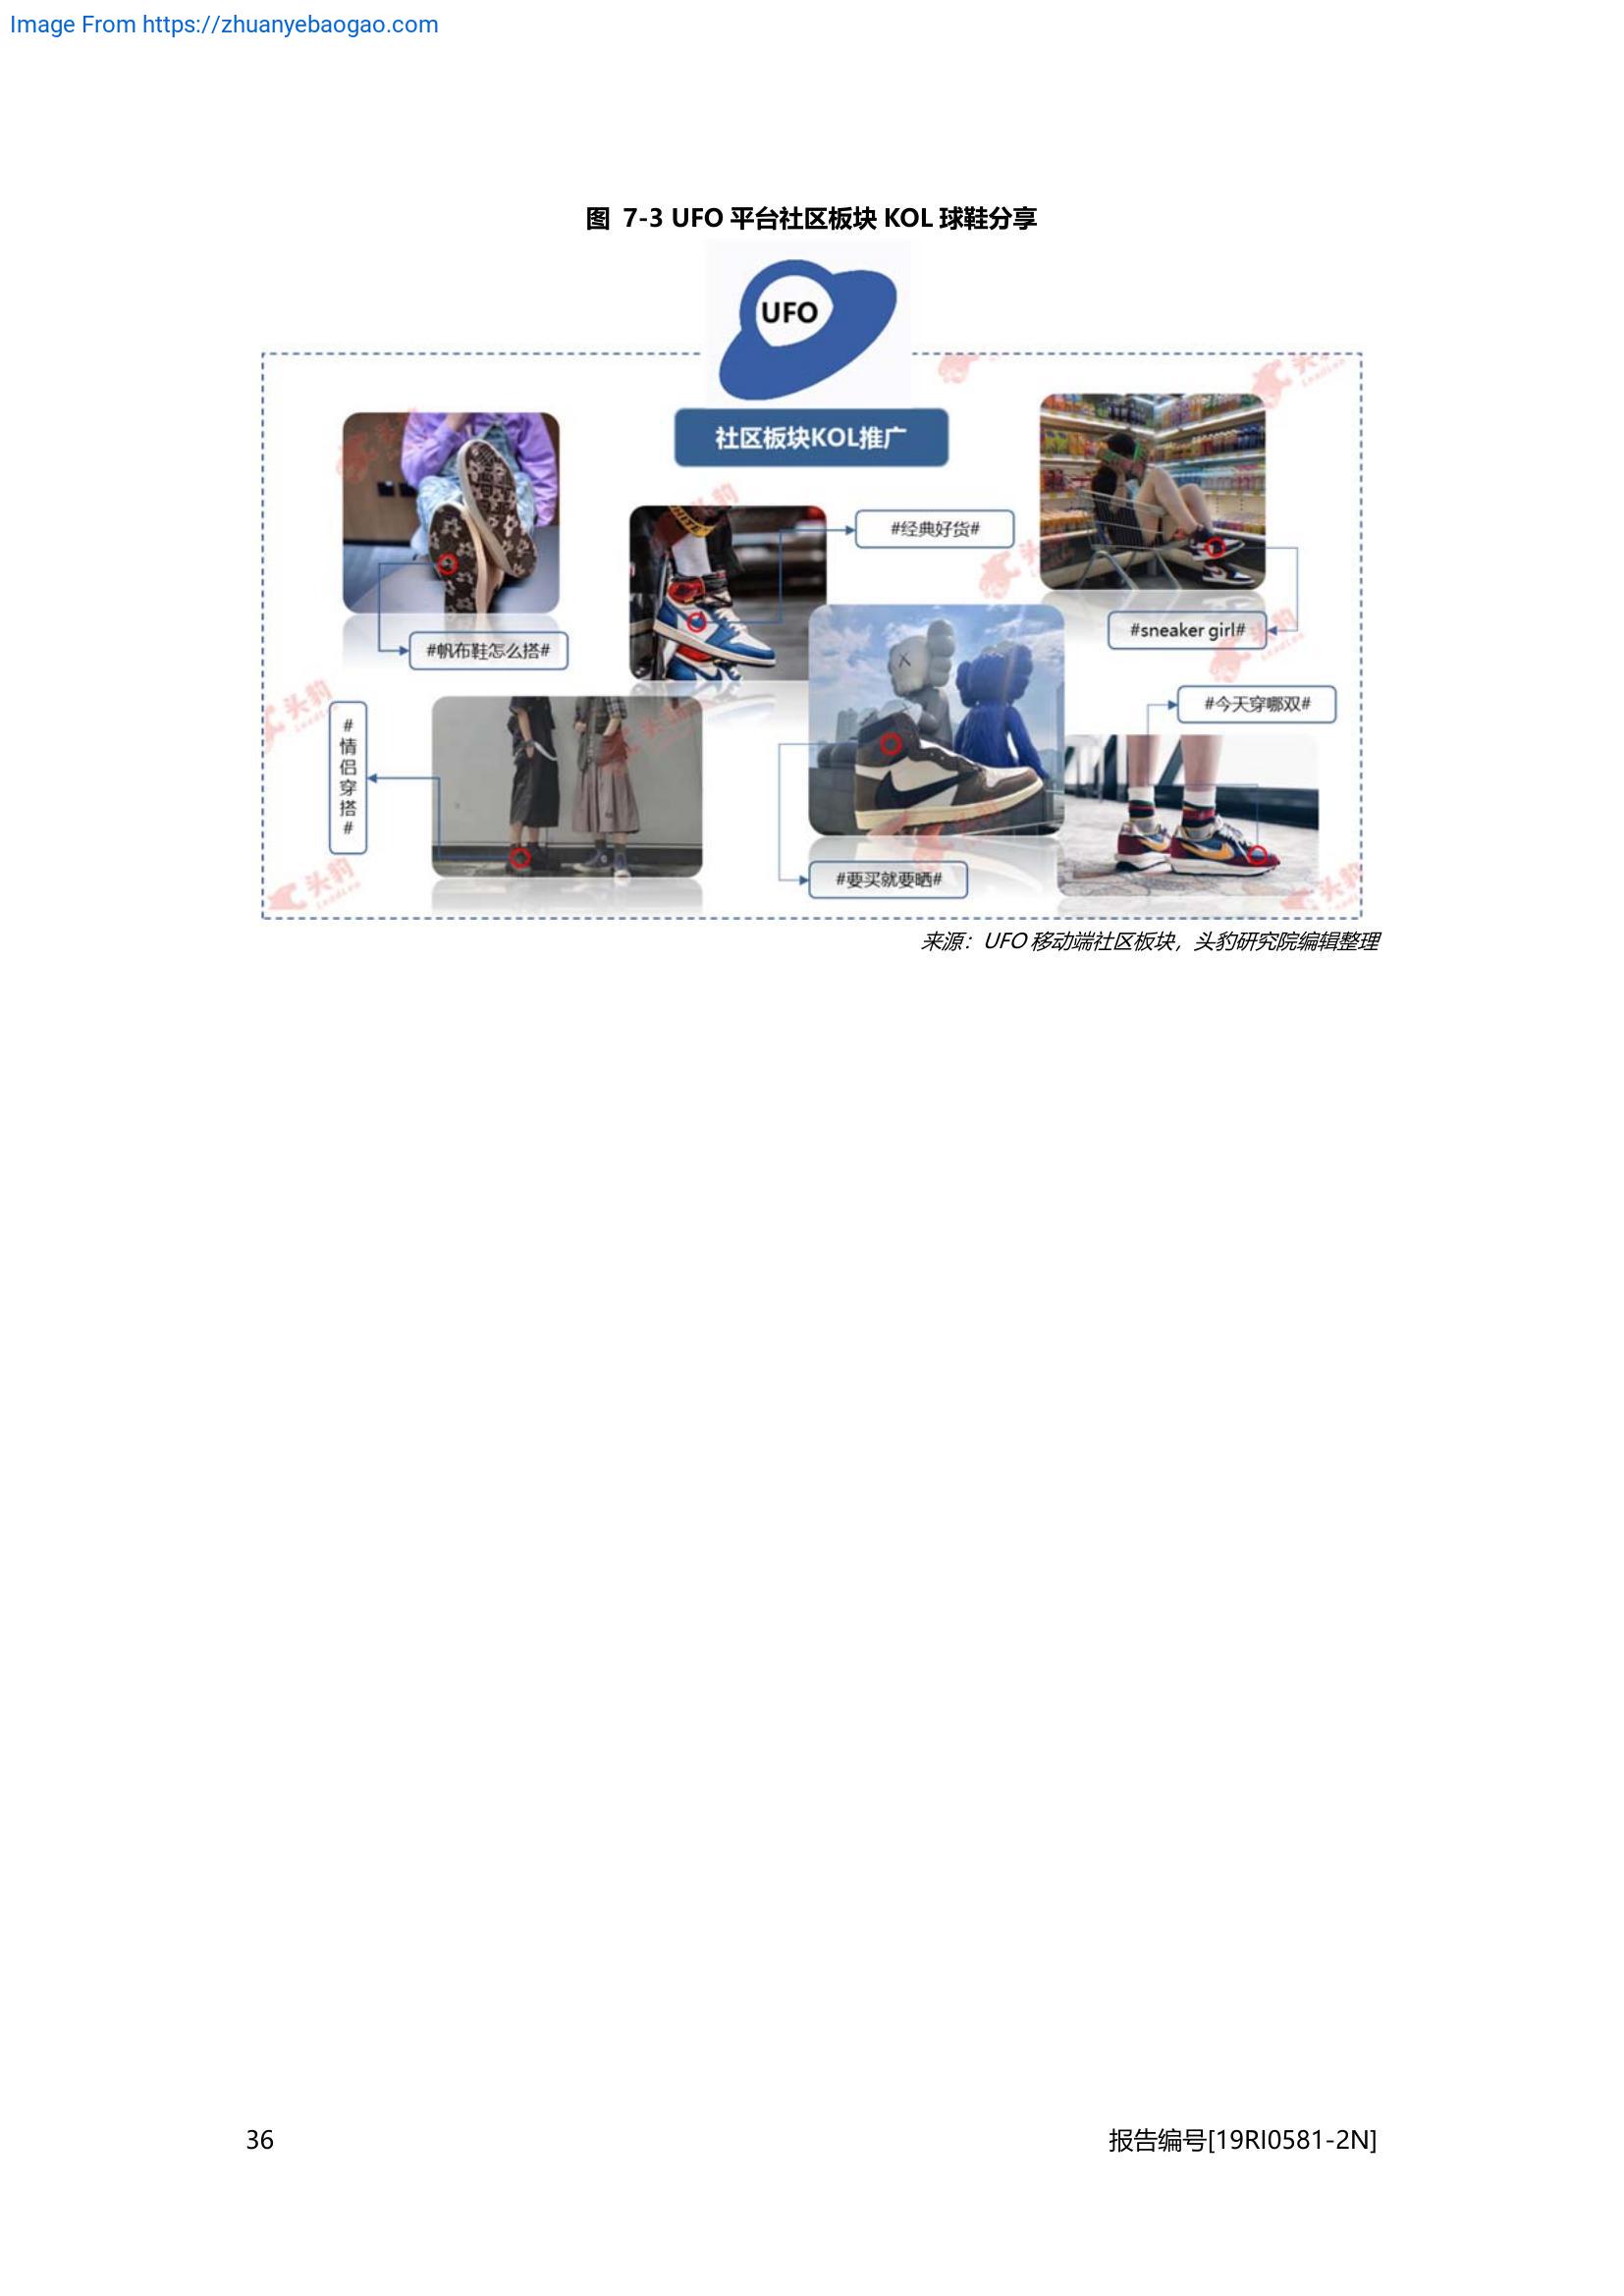 Image From https://zhuanyebaogao.com
图 7-3 UFO 平台社区板块 KOL 球鞋分享
UFO
社区板块KOL推广
#经典好货#
#sneaker girl#
#帆布鞋怎么搭#
#今天穿哪双#
#情侣穿搭#
#要买就要晒#
头豹
LeadLeo
来源：UFO 移动端社区板块，头豹研究院编辑整理
36
报告编号[19RI0581-2N]